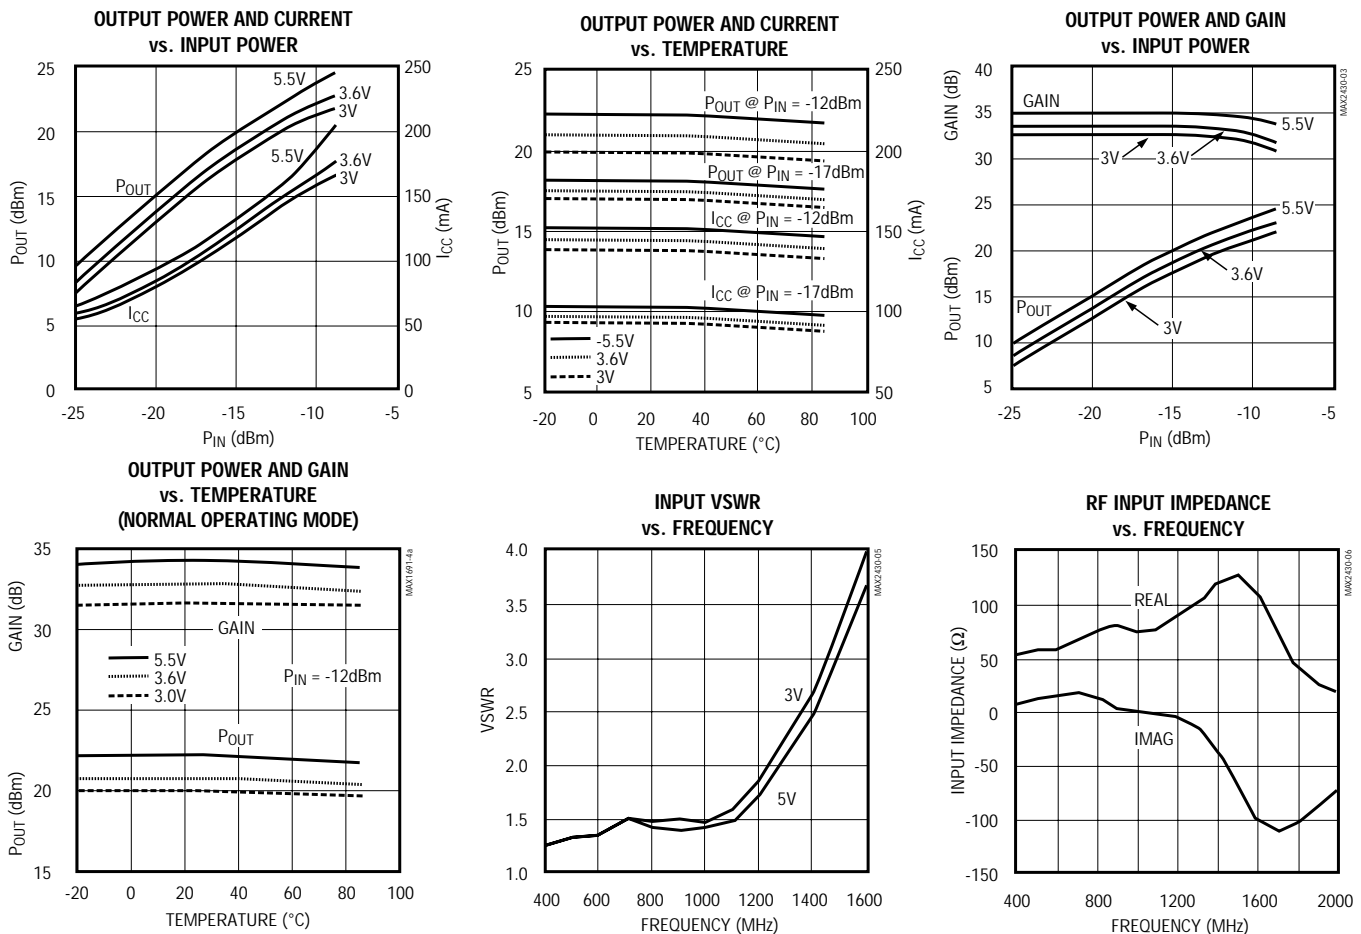 OUTPUT POWER AND CURRENT
vs. INPUT POWER
25
20
15
10
5
0
POUT (dBm)
250
200
150
100
50
0
ICC (mA)
5.5V
3.6V
3V
5.5V
3.6V
3V
POUT
ICC
-25
-20
-15
-10
-5
PIN (dBm)
OUTPUT POWER AND CURRENT
vs. TEMPERATURE
25
20
15
10
5
POUT (dBm)
250
200
150
100
50
ICC (mA)
POUT @ PIN = -12dBm
POUT @ PIN = -17dBm
ICC @ PIN = -12dBm
ICC @ PIN = -17dBm
-5.5V
3.6V
3V
-20
0
20
40
60
80
100
TEMPERATURE (°C)
OUTPUT POWER AND GAIN
vs. INPUT POWER
40
35
30
25
20
15
10
5
GAIN (dB)
POUT (dBm)
MAX2430-03
GAIN
5.5V
3V
3.6V
5.5V
3.6V
POUT
3V
-25
-20
-15
-10
-5
PIN (dBm)
OUTPUT POWER AND GAIN
vs. TEMPERATURE
(NORMAL OPERATING MODE)
35
30
25
20
15
GAIN (dB)
POUT (dBm)
MAX1691-4a
GAIN
5.5V
3.6V
3.0V
PIN = -12dBm
POUT
-20
0
20
40
60
80
100
TEMPERATURE (°C)
INPUT VSWR
vs. FREQUENCY
4.0
3.5
3.0
2.5
2.0
1.5
1.0
VSWR
MAX2430-05
3V
5V
400
600
800
1000
1200
1400
1600
FREQUENCY (MHz)
RF INPUT IMPEDANCE
vs. FREQUENCY
150
100
50
0
-50
-100
-150
INPUT IMPEDANCE (Ω)
MAX2430-06
REAL
IMAG
400
800
1200
1600
2000
FREQUENCY (MHz)